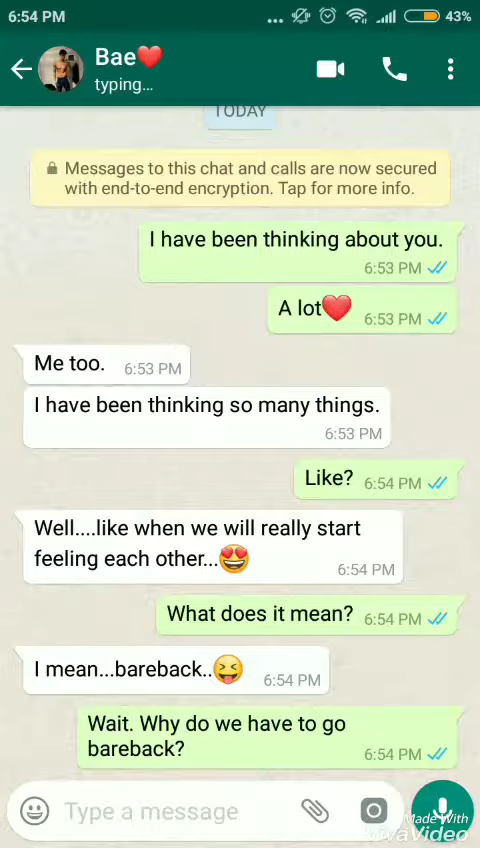 6:54 PM
43%
Bae❤️
typing...
TODAY
Messages to this chat and calls are now secured
with end-to-end encryption. Tap for more info.
I have been thinking about you.
6:53 PM
A lot❤️ 6:53 PM
Me too. 6:53 PM
I have been thinking so many things.
6:53 PM
Like? 6:54 PM
Well....like when we will really start
feeling each other...😍
6:54 PM
What does it mean? 6:54 PM
I mean...bareback..😝 6:54 PM
Wait. Why do we have to go
bareback?
6:54 PM
Type a message
Made With
VivaVideo